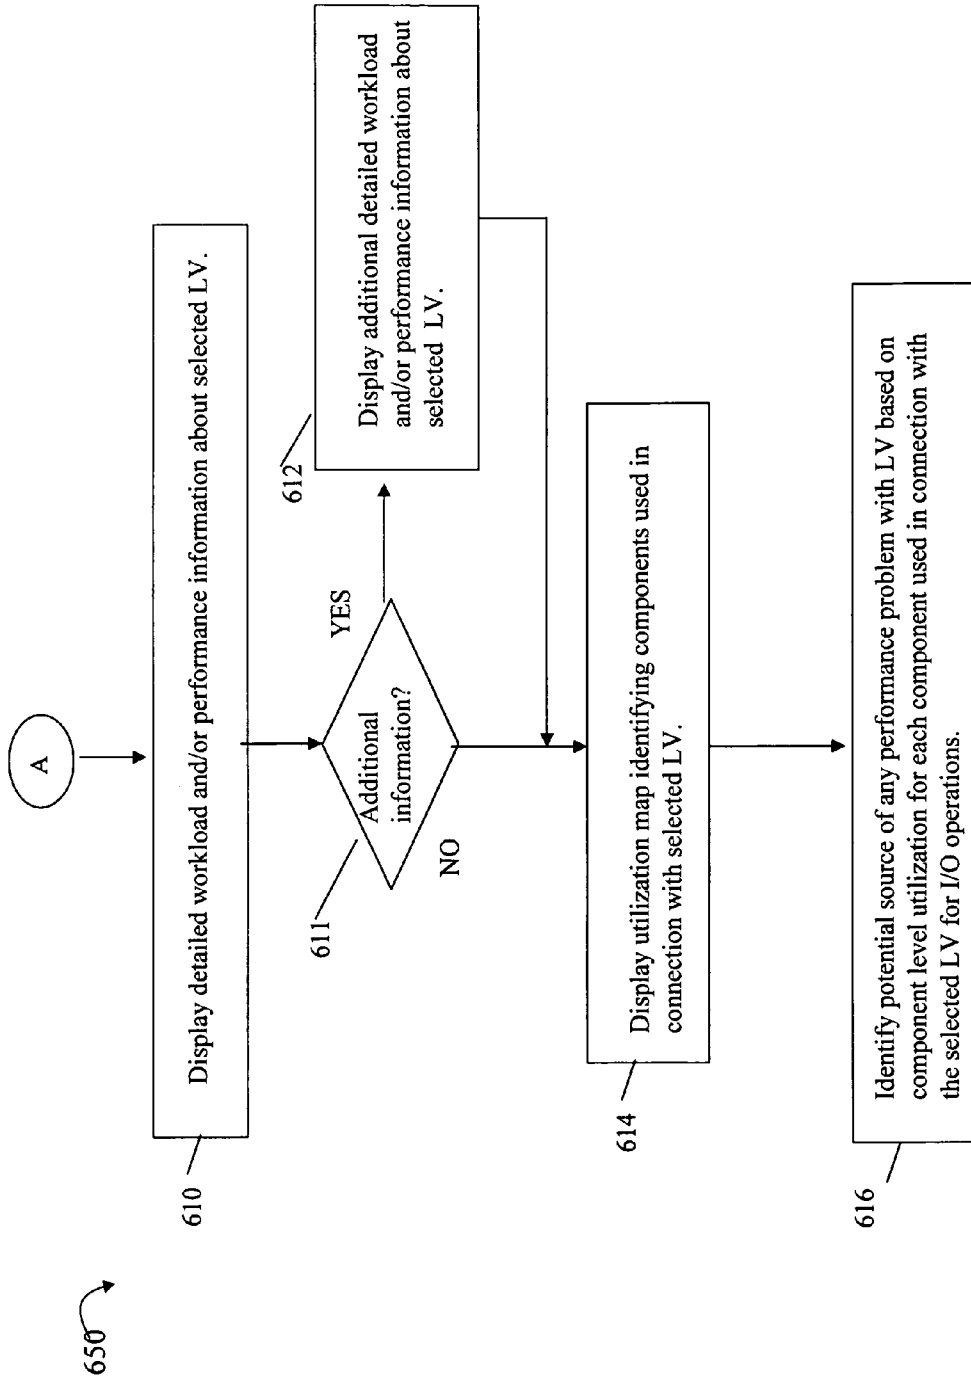 650
A
610
Display detailed workload and/or performance information about selected LV.
611
Additional
information?
YES
NO
612
Display additional detailed workload
and/or performance information about
selected LV.
614
Display utilization map identifying components used in
connection with selected LV.
616
Identify potential source of any performance problem with LV based on
component level utilization for each component used in connection with
the selected LV for I/O operations.